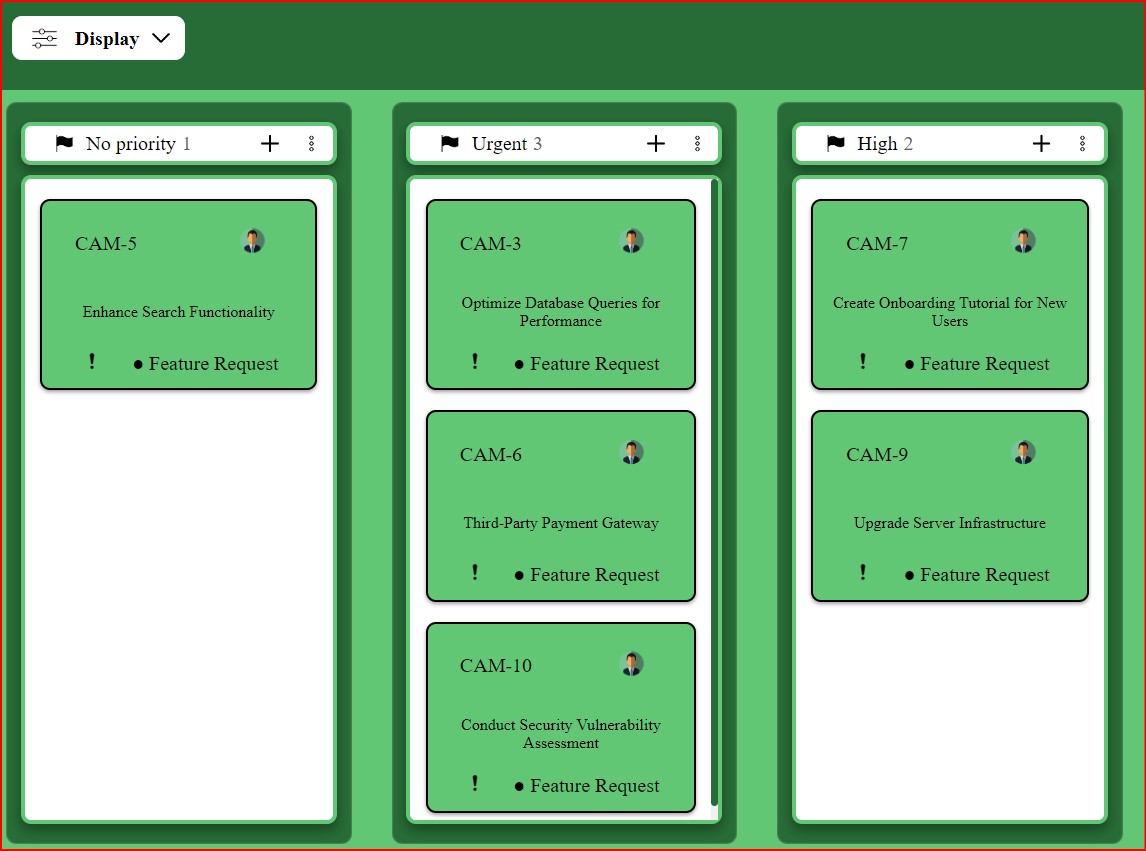 Display
No priority 1
CAM-5
Enhance Search Functionality
! ● Feature Request
Urgent 3
CAM-3
Optimize Database Queries for
Performance
! ● Feature Request
CAM-6
Third-Party Payment Gateway
! ● Feature Request
CAM-10
Conduct Security Vulnerability
Assessment
! ● Feature Request
High 2
CAM-7
Create Onboarding Tutorial for New
Users
! ● Feature Request
CAM-9
Upgrade Server Infrastructure
! ● Feature Request